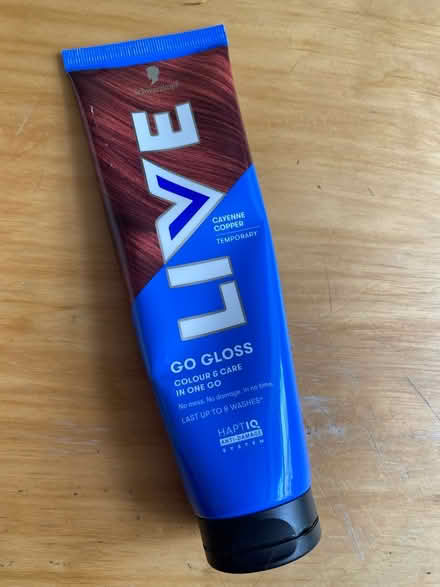 Schwarzkopf
LIVE
CAYENNE
COPPER
TEMPORARY
GO GLOSS
COLOUR & CARE
IN ONE GO
No mess. No damage. In no time.
LAST UP TO 8 WASHES*
HAPTIQ
ANTI-DAMAGE
SYSTEM